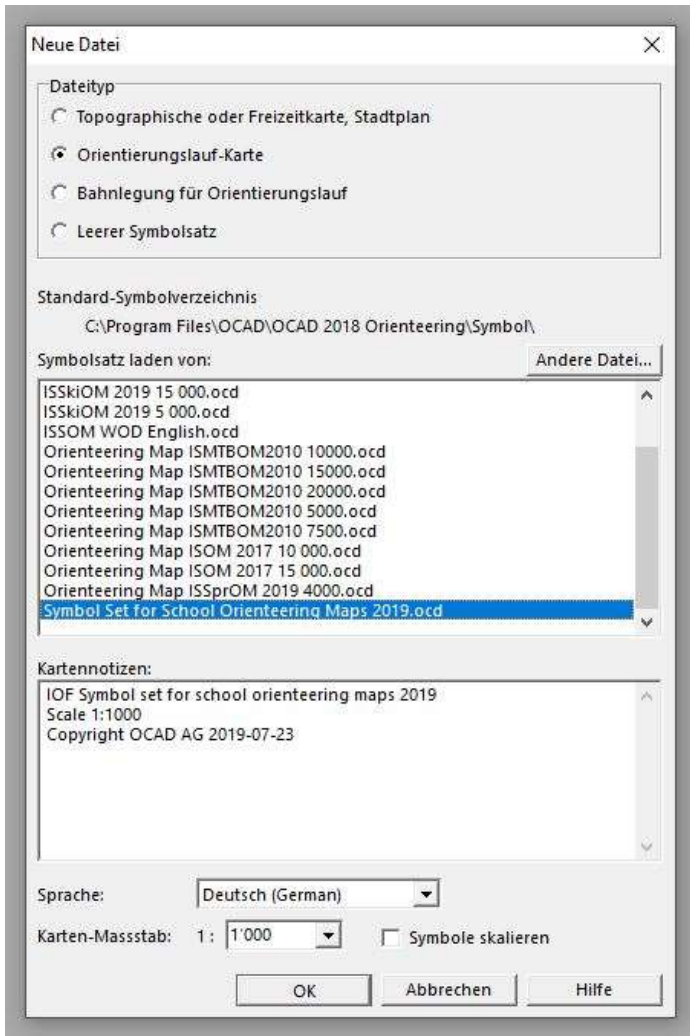 Neue Datei
Dateityp
Topographische oder Freizeitkarte, Stadtplan
Orientierungslauf-Karte
Bahnlegung für Orientierungslauf
Leerer Symbolsatz
Standard-Symbolverzeichnis
C:\Program Files\OCAD\OCAD 2018 Orienteering\Symbol\
Symbolsatz laden von: Andere Datei...
ISSkiOM 2019 15 000.ocd
ISSkiOM 2019 5 000.ocd
ISSOM WOD English.ocd
Orienteering Map ISMTBOM2010 10000.ocd
Orienteering Map ISMTBOM2010 15000.ocd
Orienteering Map ISMTBOM2010 20000.ocd
Orienteering Map ISMTBOM2010 5000.ocd
Orienteering Map ISMTBOM2010 7500.ocd
Orienteering Map ISOM 2017 10 000.ocd
Orienteering Map ISOM 2017 15 000.ocd
Orienteering Map ISSprOM 2019 4000.ocd
Symbol Set for School Orienteering Maps 2019.ocd
Kartennotizen:
IOF Symbol set for school orienteering maps 2019
Scale 1:1000
Copyright OCAD AG 2019-07-23
Sprache: Deutsch (German)
Karten-Massstab: 1 : 1'000 Symbole skalieren
OK Abbrechen Hilfe